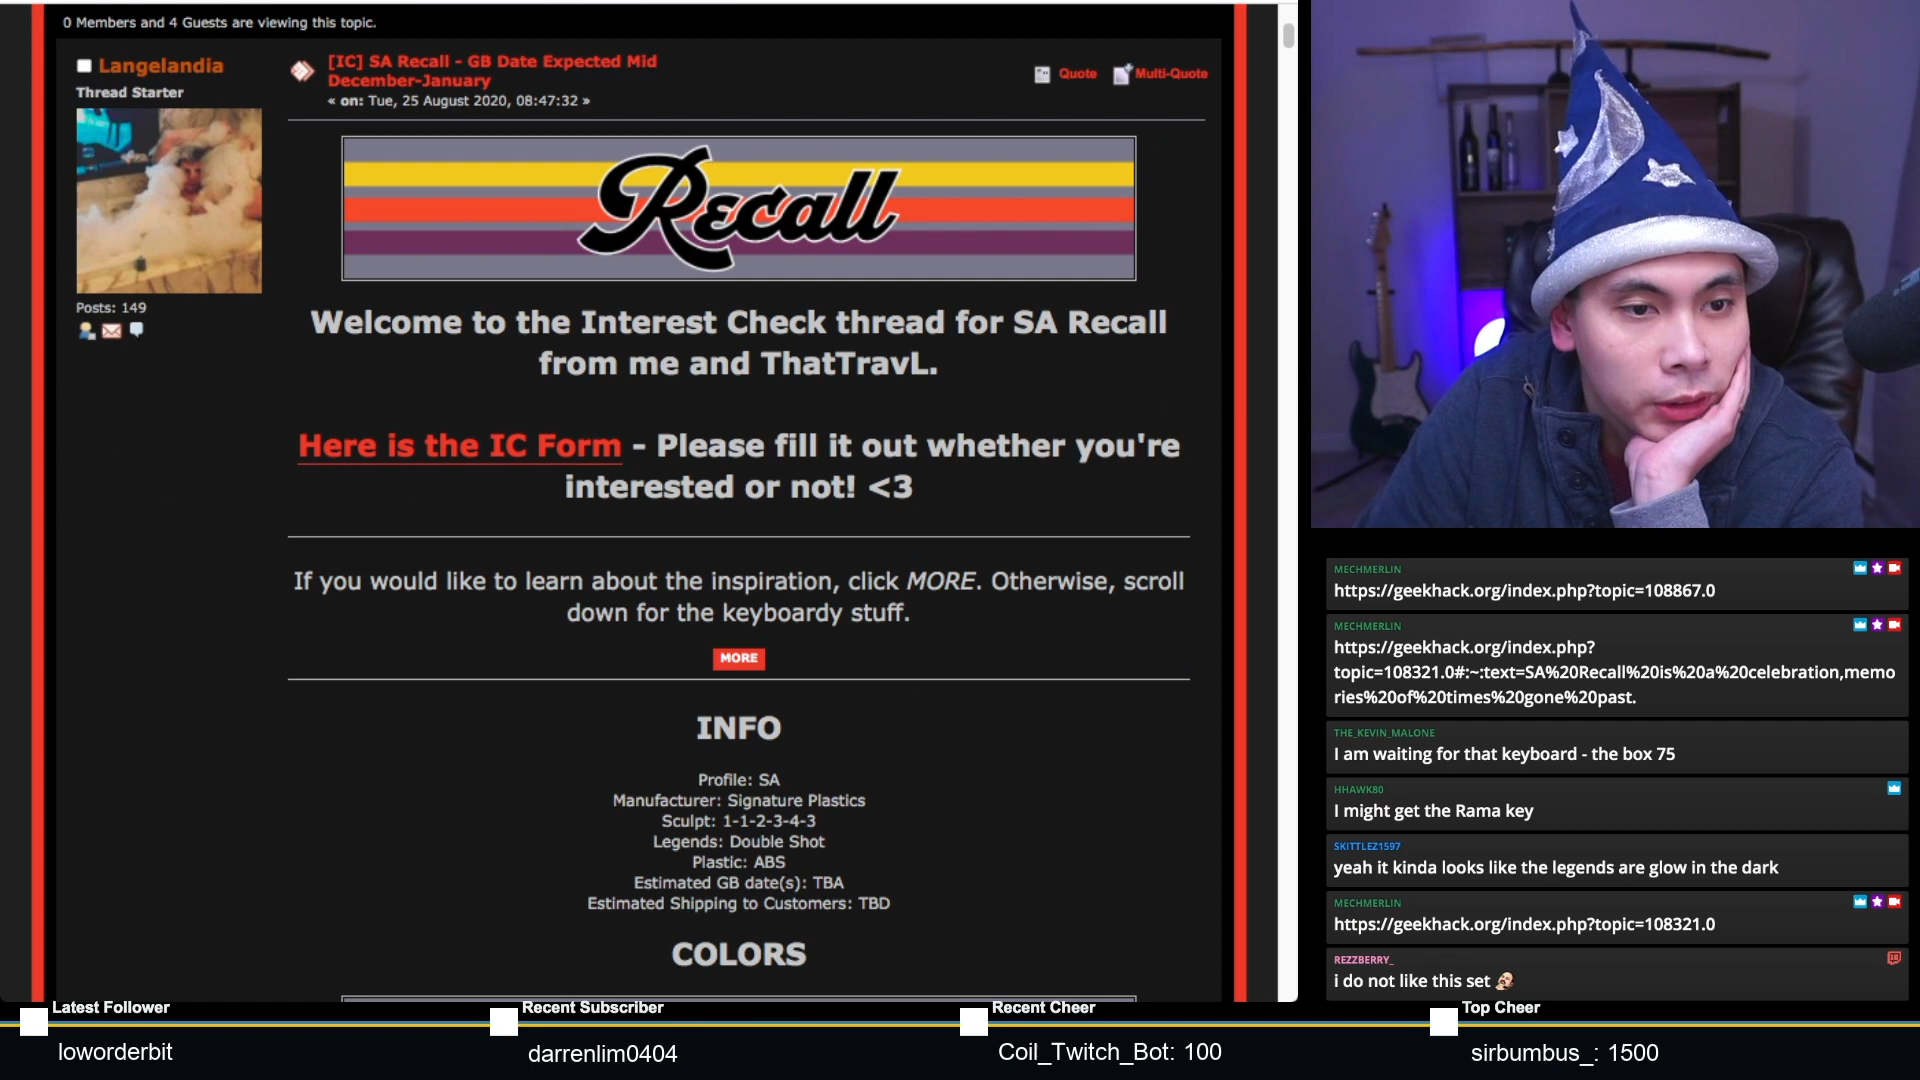 0 Members and 4 Guests are viewing this topic.
Langelandia
Thread Starter
Posts: 149
[IC] SA Recall - GB Date Expected Mid
December-January
« on: Tue, 25 August 2020, 08:47:32 »
Quote
Multi-Quote
Recall
Welcome to the Interest Check thread for SA Recall
from me and ThatTravL.
Here is the IC Form - Please fill it out whether you're
interested or not! <3
If you would like to learn about the inspiration, click MORE. Otherwise, scroll
down for the keyboardy stuff.
MORE
INFO
Profile: SA
Manufacturer: Signature Plastics
Sculpt: 1-1-2-3-4-3
Legends: Double Shot
Plastic: ABS
Estimated GB date(s): TBA
Estimated Shipping to Customers: TBD
COLORS
MECHMERLIN
https://geekhack.org/index.php?topic=108867.0
MECHMERLIN
https://geekhack.org/index.php?
topic=108321.0#:~:text=SA%20Recall%20is%20a%20celebration,memo
ries%20of%20times%20gone%20past.
THE_KEVIN_MALONE
I am waiting for that keyboard - the box 75
HHAWK80
I might get the Rama key
SKITTLEZ1597
yeah it kinda looks like the legends are glow in the dark
MECHMERLIN
https://geekhack.org/index.php?topic=108321.0
REZZBERRY_
i do not like this set
Latest Follower
loworderbit
Recent Subscriber
darrenlim0404
Recent Cheer
Coil_Twitch_Bot: 100
Top Cheer
sirbumbus_: 1500